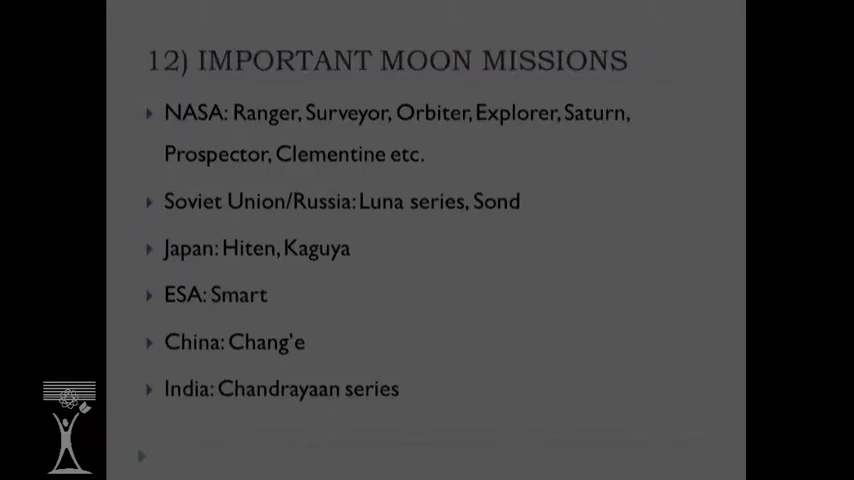 12) IMPORTANT MOON MISSIONS
NASA: Ranger, Surveyor, Orbiter, Explorer, Saturn,
Prospector, Clementine etc.
Soviet Union/Russia: Luna series, Sond
Japan: Hiten, Kaguya
ESA: Smart
China: Chang'e
India: Chandrayaan series